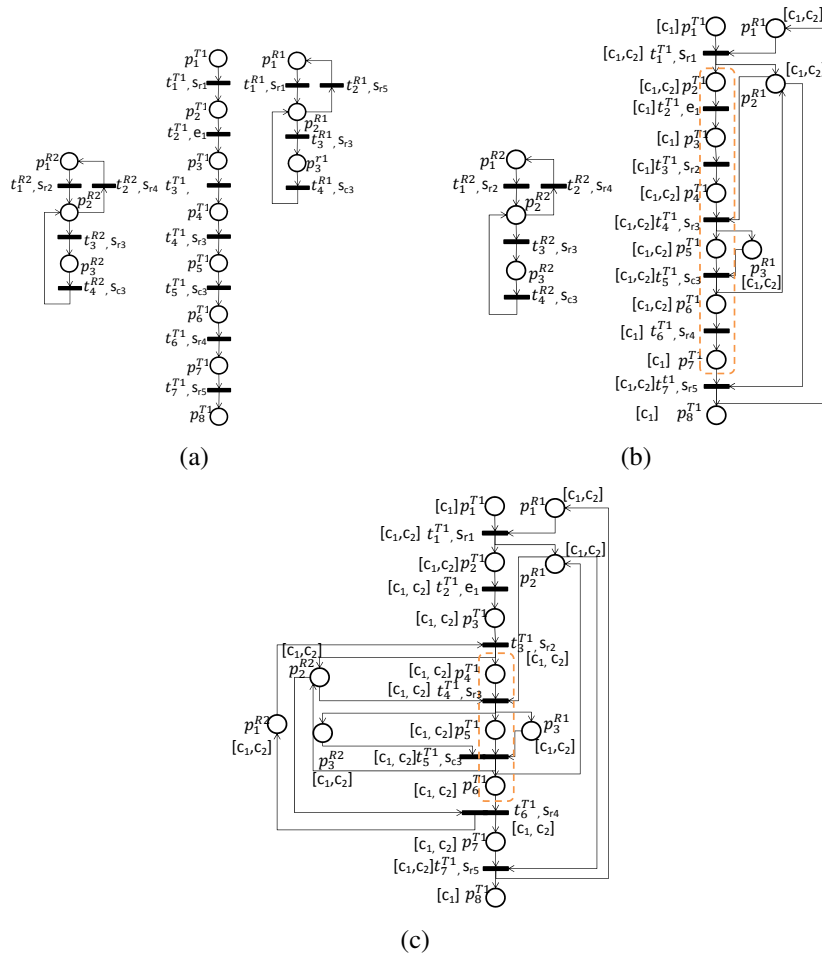 p_1^{T1}
t_1^{T1}, s_{r1}
p_2^{T1}
t_2^{T1}, e_1
p_3^{T1}
t_3^{T1},
p_4^{T1}
t_4^{T1}, s_{r3}
p_5^{T1}
t_5^{T1}, s_{c3}
p_6^{T1}
t_6^{T1}, s_{r4}
p_7^{T1}
t_7^{T1}, s_{r5}
p_8^{T1}
p_1^{R1}
t_1^{R1}, s_{r1}
t_2^{R1}, s_{r5}
p_2^{R1}
t_3^{R1}, s_{r3}
p_3^{r1}
t_4^{R1}, s_{c3}
p_1^{R2}
t_1^{R2}, s_{r2}
t_2^{R2}, s_{r4}
p_2^{R2}
t_3^{R2}, s_{r3}
p_3^{R2}
t_4^{R2}, s_{c3}
(a)
[c_1] p_1^{T1}
p_1^{R1} [c_1,c_2]
[c_1,c_2] t_1^{T1}, s_{r1}
[c_1,c_2] p_2^{T1}
[c_1,c_2]
p_2^{R1}
[c_1] t_2^{T1}, e_1
[c_1] p_3^{T1}
[c_1] t_3^{T1}, s_{r2}
[c_1,c_2] p_4^{T1}
[c_1,c_2] t_4^{T1}, s_{r3}
[c_1,c_2] p_5^{T1}
p_3^{R1}
[c_1,c_2]
[c_1,c_2] t_5^{T1}, s_{c3}
[c_1,c_2] p_6^{T1}
[c_1] t_6^{T1}, s_{r4}
[c_1] p_7^{T1}
[c_1,c_2] t_7^{t1}, s_{r5}
[c_1] p_8^{T1}
p_1^{R2}
t_1^{R2}, s_{r2}
t_2^{R2}, s_{r4}
p_2^{R2}
t_3^{R2}, s_{r3}
p_3^{R2}
t_4^{R2}, s_{c3}
(b)
[c_1] p_1^{T1}
p_1^{R1} [c_1,c_2]
[c_1,c_2] t_1^{T1}, s_{r1}
[c_1,c_2] p_2^{T1}
[c_1,c_2]
p_2^{R1}
[c_1, c_2] t_2^{T1}, e_1
[c_1, c_2] p_3^{T1}
t_3^{T1}, s_{r2}
[c_1, c_2]
[c_1,c_2]
p_2^{R2}
[c_1, c_2] p_4^{T1}
[c_1, c_2] t_4^{T1}, s_{r3}
p_1^{R2}
[c_1,c_2]
[c_1, c_2] p_5^{T1}
p_3^{R1}
[c_1,c_2]
p_3^{R2}
[c_1,c_2]
[c_1, c_2] t_5^{T1}, s_{c3}
[c_1, c_2] p_6^{T1}
t_6^{T1}, s_{r4}
[c_1, c_2]
[c_1, c_2] p_7^{T1}
[c_1,c_2] t_7^{T1}, s_{r5}
[c_1] p_8^{T1}
(c)